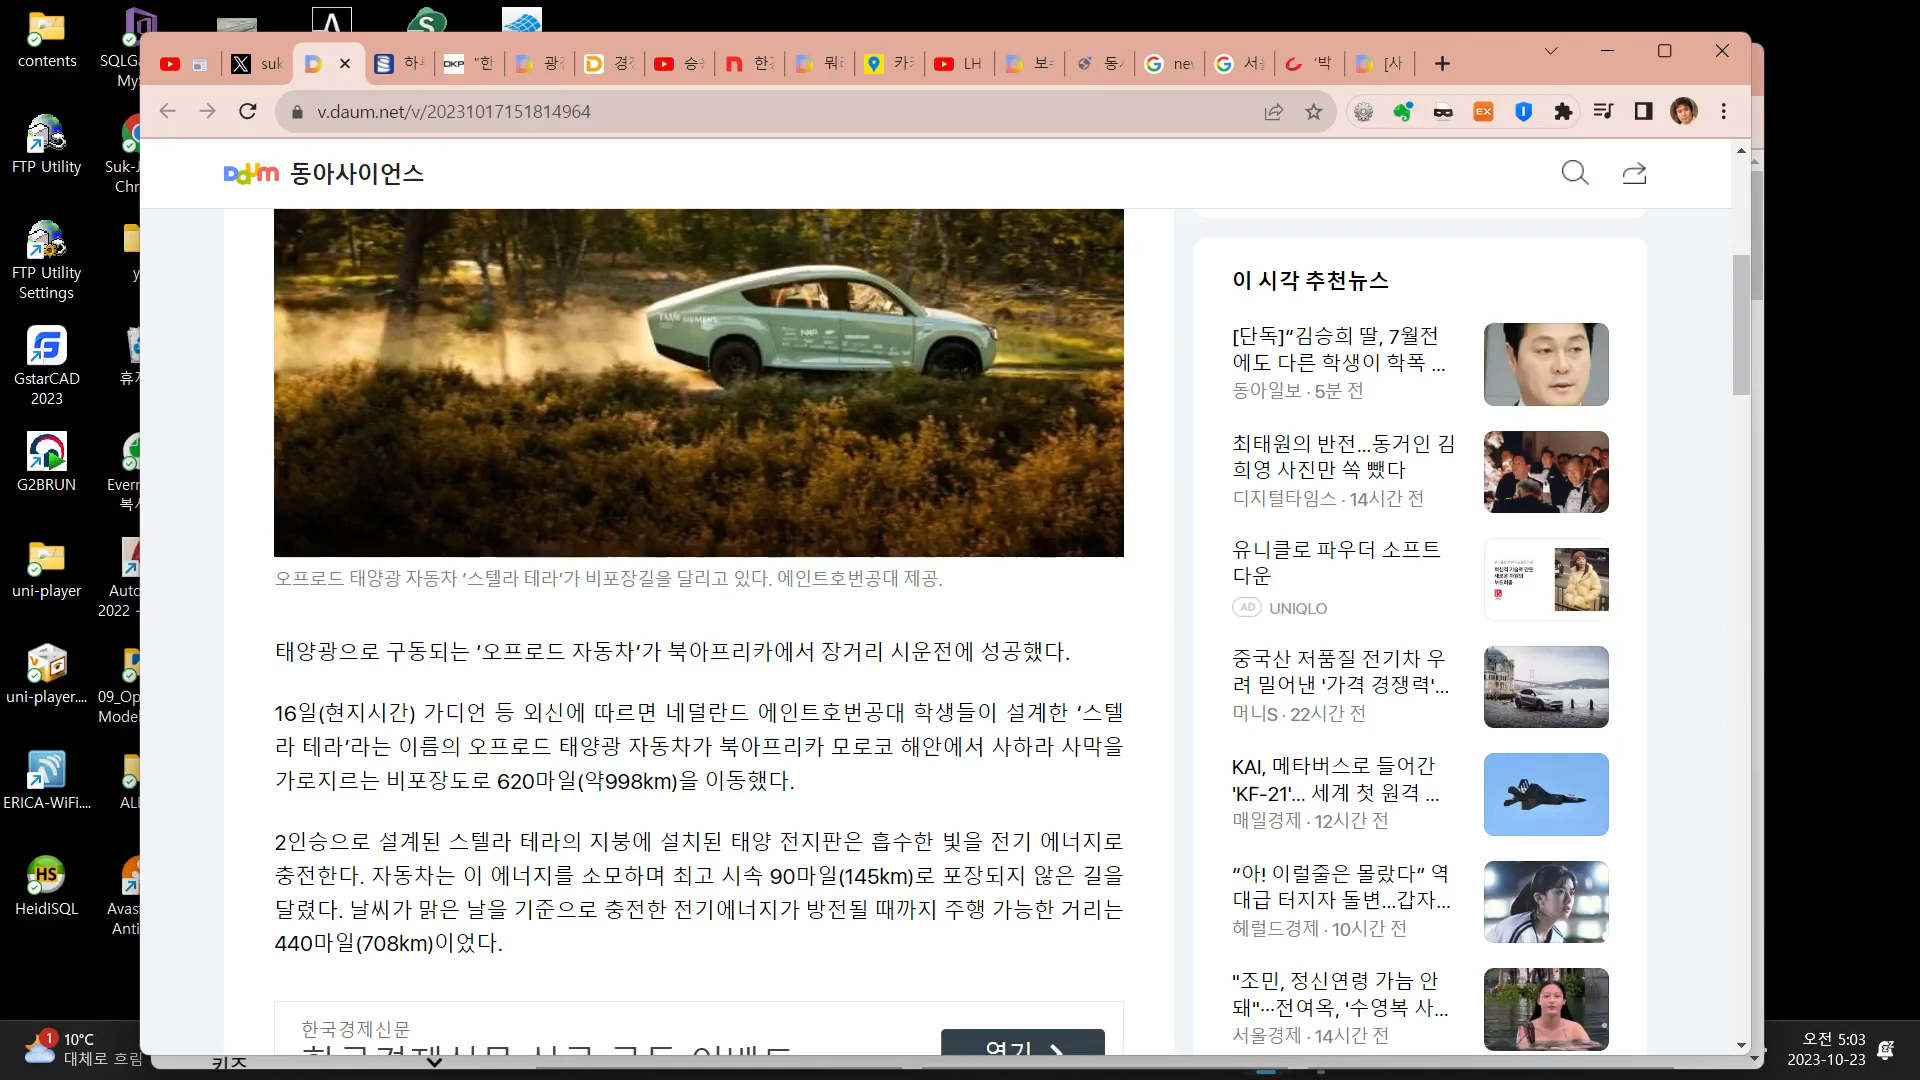 contents
FTP Utility
FTP Utility
Settings
GstarCAD
2023
G2BRUN
uni-player
uni-player....
ERICA-WiFi....
HeidiSQL
suk
LH
[사
v.daum.net/v/20231017151814964
EX
Daum 동아사이언스
TU/e SIEMENS
NXP
오프로드 태양광 자동차 ‘스텔라 테라’가 비포장길을 달리고 있다. 에인트호번공대 제공.
태양광으로 구동되는 ‘오프로드 자동차‘가 북아프리카에서 장거리 시운전에 성공했다.
16일(현지시간) 가디언 등 외신에 따르면 네덜란드 에인트호번공대 학생들이 설계한 ‘스텔
라 테라’라는 이름의 오프로드 태양광 자동차가 북아프리카 모로코 해안에서 사하라 사막을
가로지르는 비포장도로 620마일(약998km)을 이동했다.
2인승으로 설계된 스텔라 테라의 지붕에 설치된 태양 전지판은 흡수한 빛을 전기 에너지로
충전한다. 자동차는 이 에너지를 소모하며 최고 시속 90마일(145km)로 포장되지 않은 길을
달렸다. 날씨가 맑은 날을 기준으로 충전한 전기에너지가 방전될 때까지 주행 가능한 거리는
440마일(708km)이었다.
한국경제신문
열기
이 시각 추천뉴스
[단독]“김승희 딸, 7월전
에도 다른 학생이 학폭 ...
동아일보 · 5분 전
최태원의 반전...동거인 김
희영 사진만 쏙 뺐다
디지털타임스 · 14시간 전
유니클로 파우더 소프트
다운
AD UNIQLO
중국산 저품질 전기차 우
려 밀어낸 '가격 경쟁력'...
머니S · 22시간 전
KAI, 메타버스로 들어간
'KF-21'... 세계 첫 원격 ...
매일경제 · 12시간 전
“아! 이럴줄은 몰랐다” 역
대급 터지자 돌변...갑자...
헤럴드경제 · 10시간 전
"조민, 정신연령 가늠 안
돼"…전여옥, '수영복 사...
서울경제 · 14시간 전
1
10°C
대체로 흐림
키즈
오전 5:03
2023-10-23